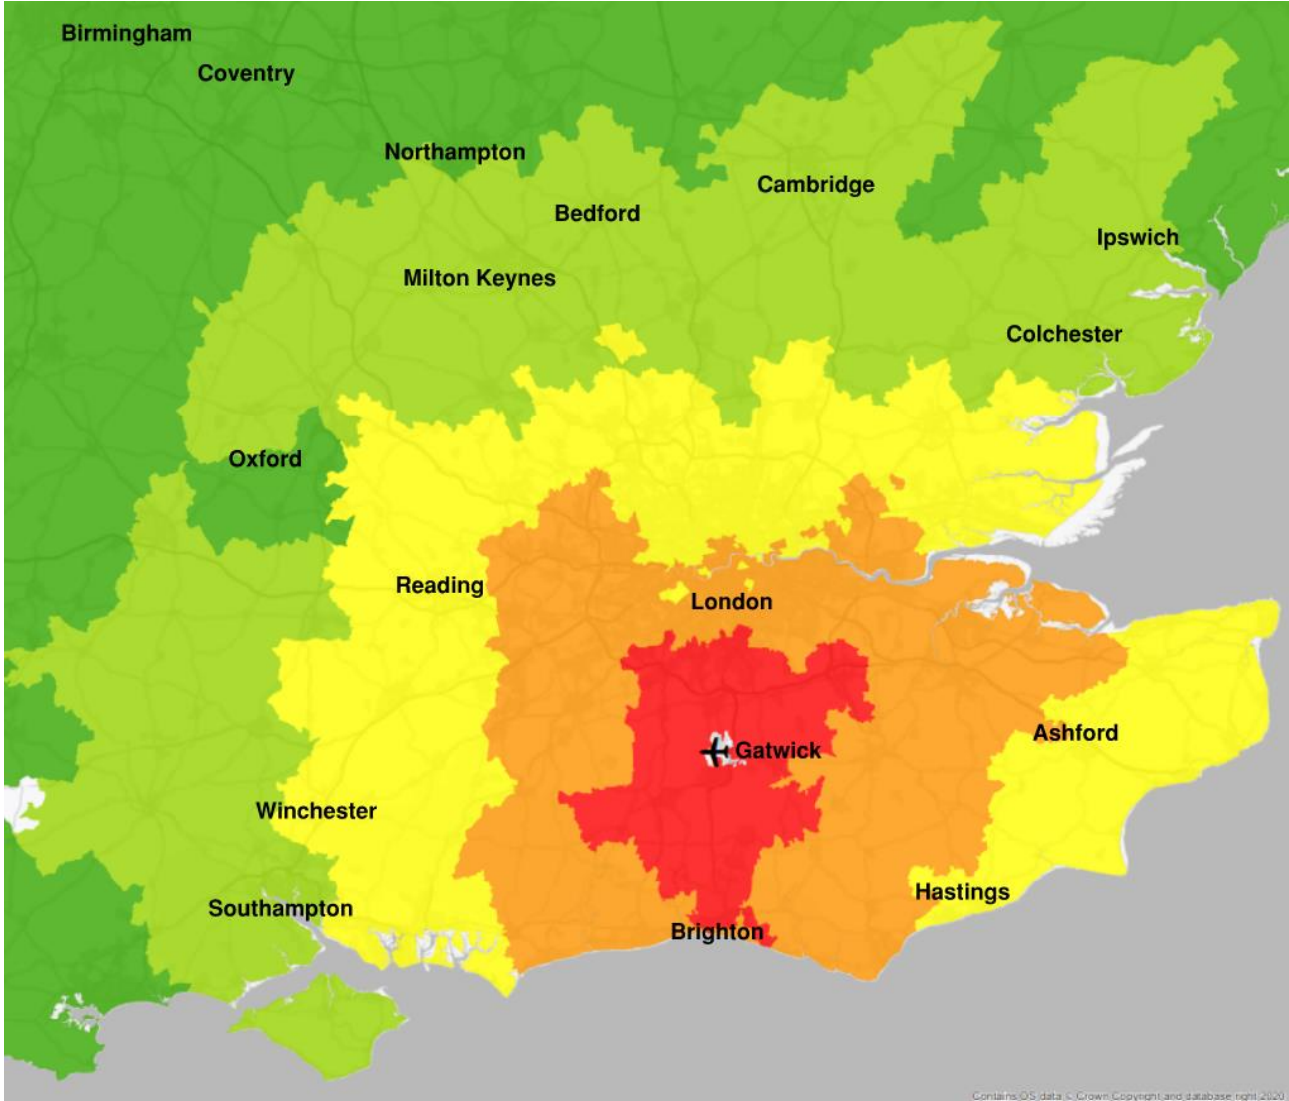 Birmingham
Coventry
Northampton
Cambridge
Bedford
Ipswich
Milton Keynes
Colchester
Oxford
Reading
London
Ashford
Gatwick
Winchester
Hastings
Southampton
Brighton
Contains OS data © Crown Copyright and database right 2020